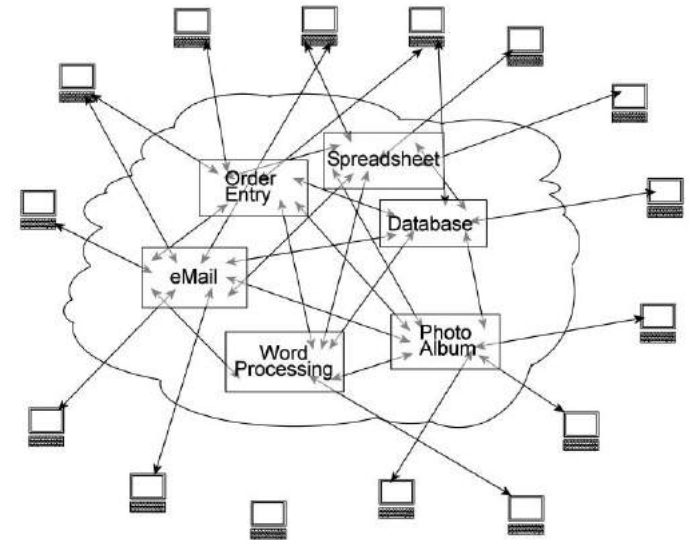 Spreadsheet
Order
Entry
Database
eMail
Photo
Album
Word
Processing